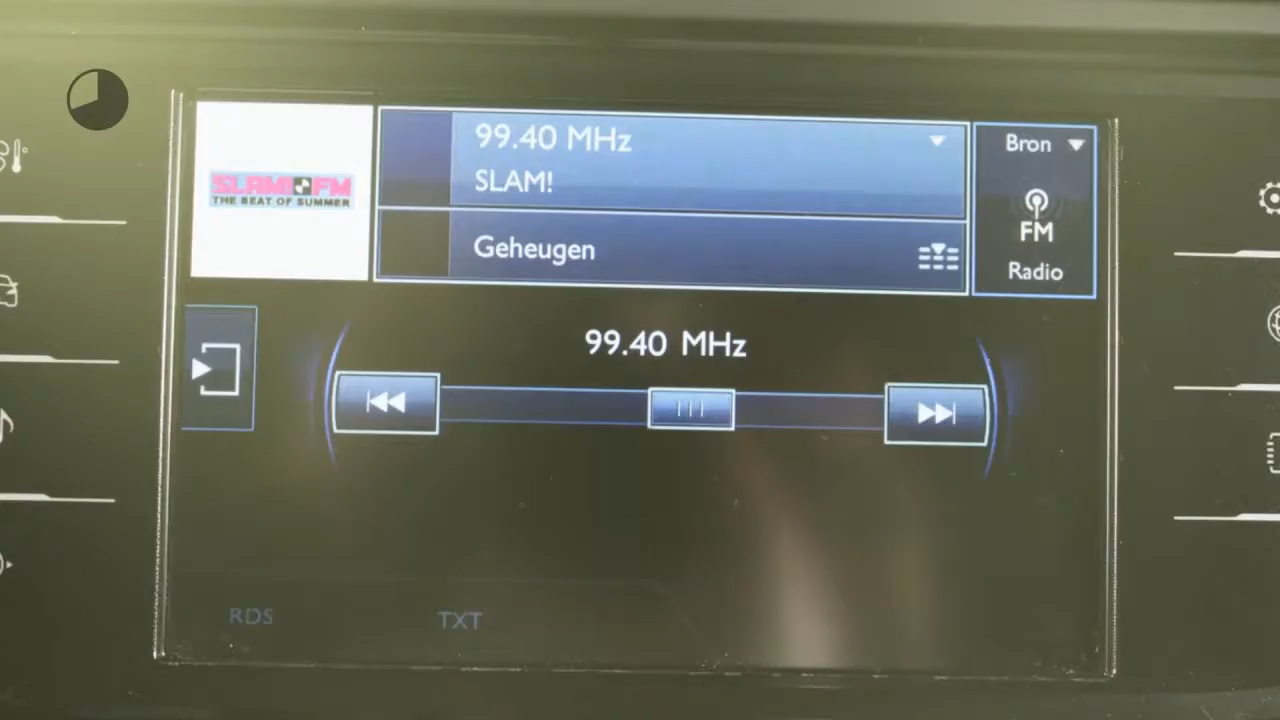 SLAM!FM
THE BEAT OF SUMMER
99.40 MHz
SLAM!
Geheugen
Bron
FM
Radio
99.40 MHz
RDS
TXT